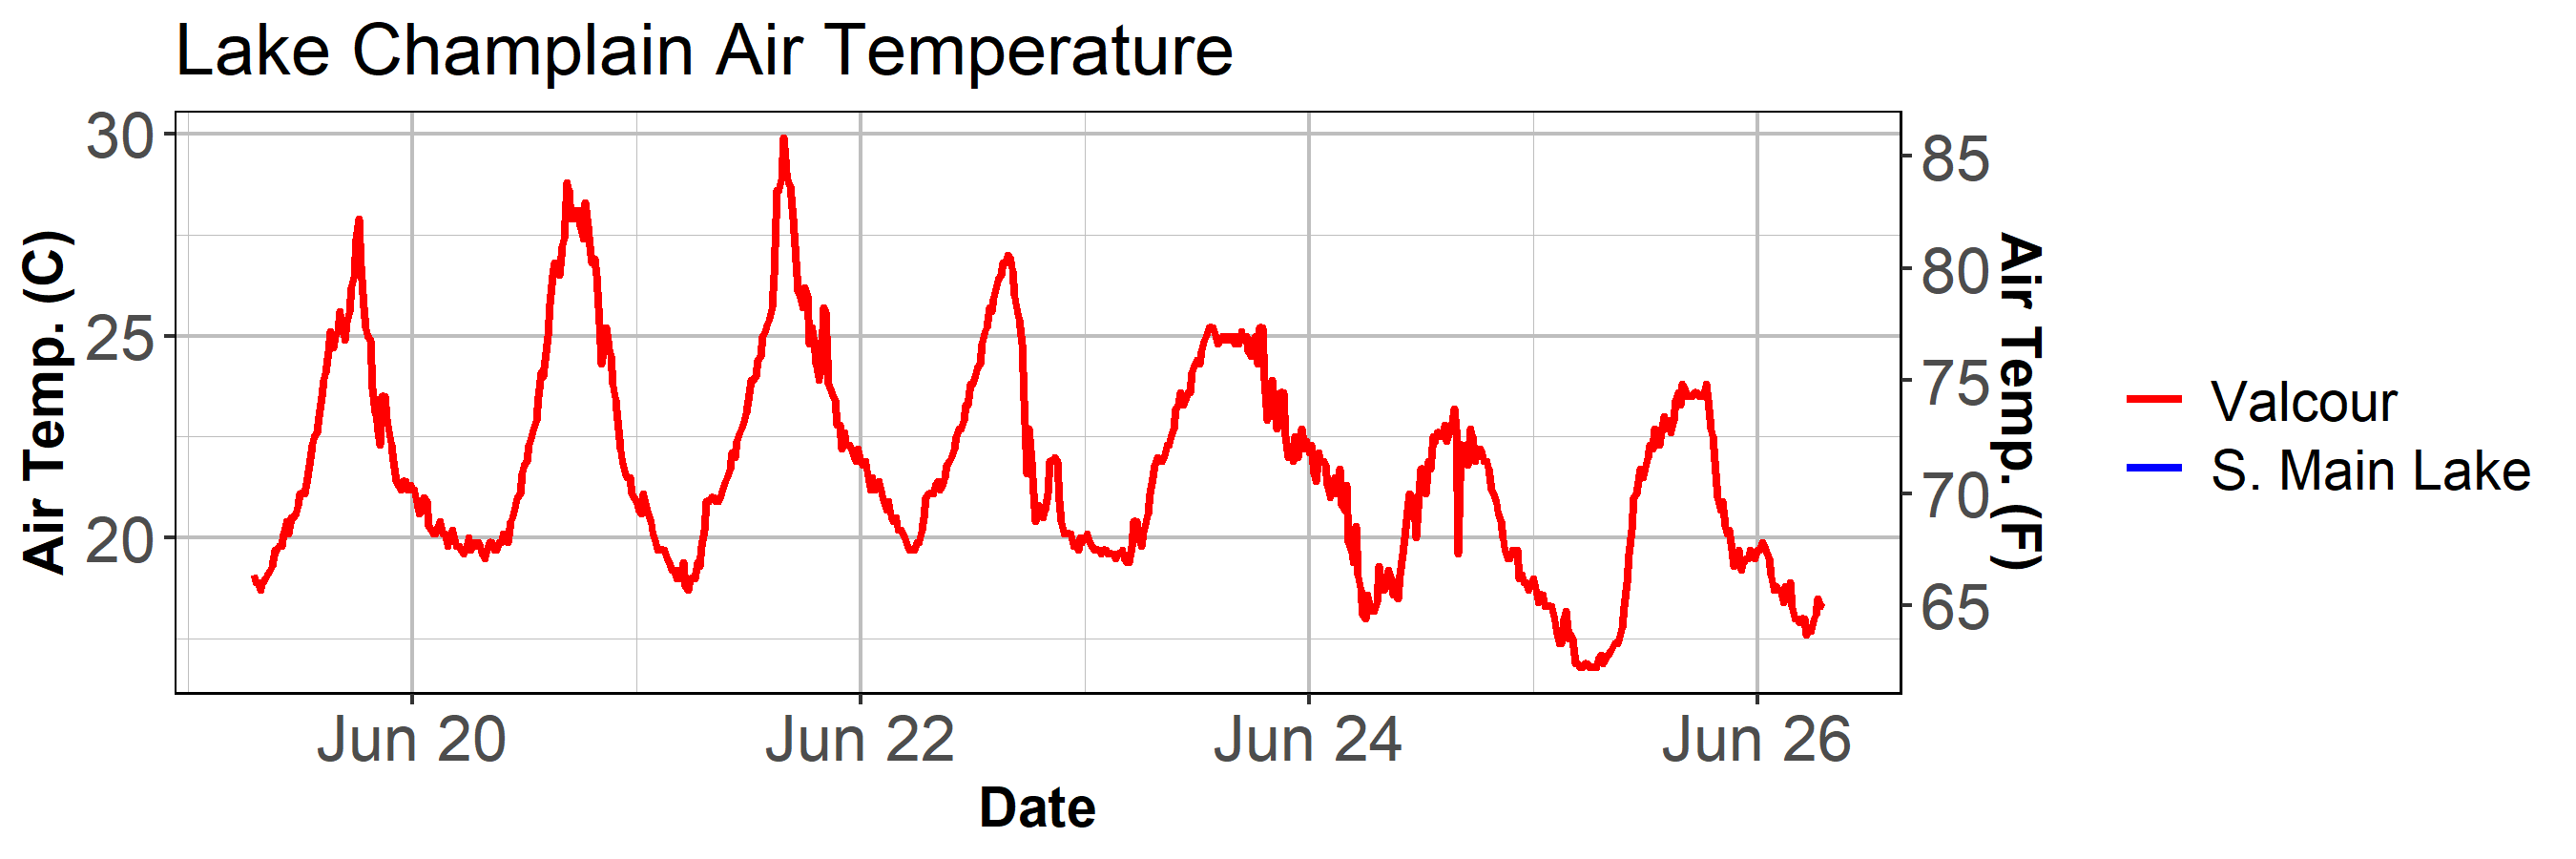 Lake Champlain Air Temperature
30
25
20
Air Temp. (C)
85
80
75
70
65
Air Temp. (F)
Jun 20
Jun 22
Jun 24
Jun 26
Date
Valcour
S. Main Lake